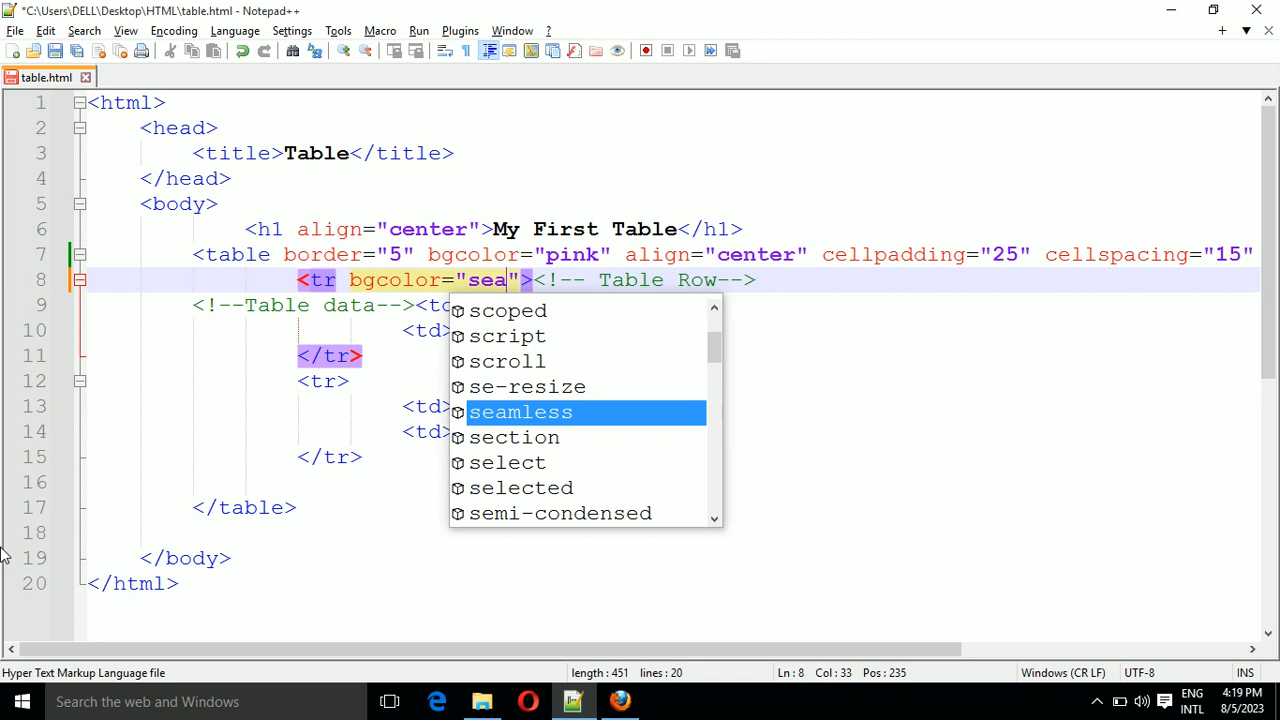 *C:\Users\DELL\Desktop\HTML\table.html - Notepad++
File Edit Search View Encoding Language Settings Tools Macro Run Plugins Window ?
table.html
1 <html>
2 <head>
3 <title>Table</title>
4 </head>
5 <body>
6 <h1 align="center">My First Table</h1>
7 <table border="5" bgcolor="pink" align="center" cellpadding="25" cellspacing="15"
8 <tr bgcolor="sea"><!-- Table Row-->
9 <!--Table data--><td
10 <td>
11 </tr>
12 <tr>
13 <td>
14 <td>
15 </tr>
16
17 </table>
18
19 </body>
20 </html>
scoped
script
scroll
se-resize
seamless
section
select
selected
semi-condensed
Hyper Text Markup Language file length : 451 lines : 20 Ln : 8 Col : 33 Pos : 235 Windows (CR LF) UTF-8 INS
Search the web and Windows
ENG
INTL
4:19 PM
8/5/2023